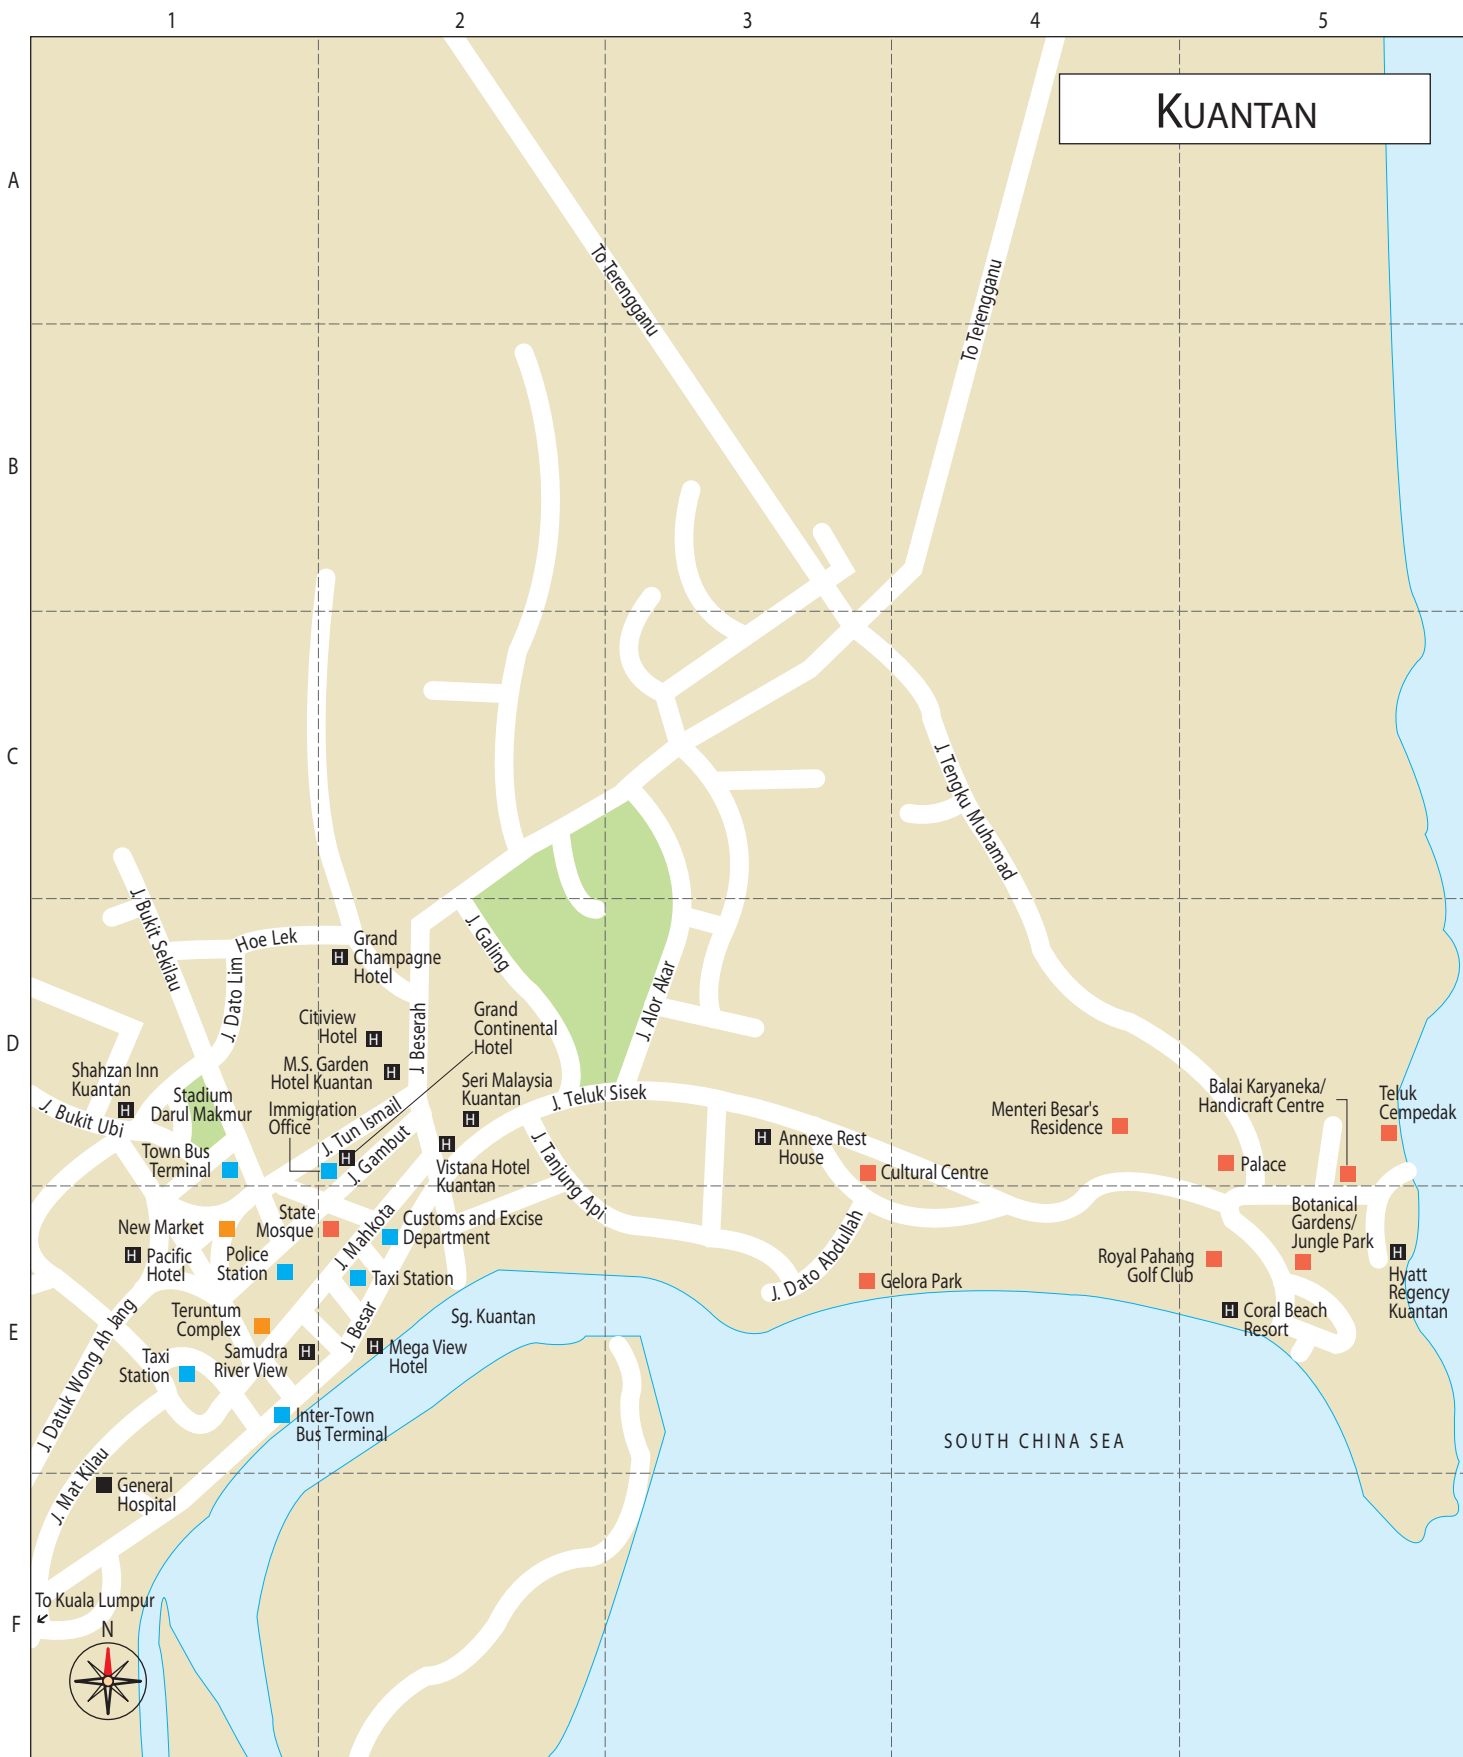 1
2
3
4
5
KUANTAN
A
B
C
D
E
F
To Terengganu
To Terengganu
J. Tengku Muhamad
J. Bukit Sekilau
Hoe Lek
J. Dato Lim
Grand
Champagne
Hotel
J. Galing
J. Alor Akar
J. Beserah
Citiview
Hotel
Grand
Continental
Hotel
M.S. Garden
Hotel Kuantan
Seri Malaysia
Kuantan
Shahzan Inn
Kuantan
Stadium
Darul Makmur
J. Bukit Ubi
Immigration
Office
J. Tun Ismail
J. Gambut
J. Teluk Sisek
J. Tanjung Api
Town Bus
Terminal
Vistana Hotel
Kuantan
Annexe Rest
House
Cultural Centre
Menteri Besar's
Residence
Balai Karyaneka/
Handicraft Centre
Teluk
Cempedak
Palace
New Market
State
Mosque
J. Mahkota
Customs and Excise
Department
Pacific
Hotel
Police
Station
Taxi Station
J. Dato Abdullah
Gelora Park
Royal Pahang
Golf Club
Botanical
Gardens/
Jungle Park
Hyatt
Regency
Kuantan
Coral Beach
Resort
J. Datuk Wong Ah Jang
Teruntum
Complex
J. Besar
Sg. Kuantan
Samudra
River View
Mega View
Hotel
Taxi
Station
Inter-Town
Bus Terminal
SOUTH CHINA SEA
J. Mat Kilau
General
Hospital
To Kuala Lumpur
N
H
H
H
H
H
H
H
H
H
H
H
H
H